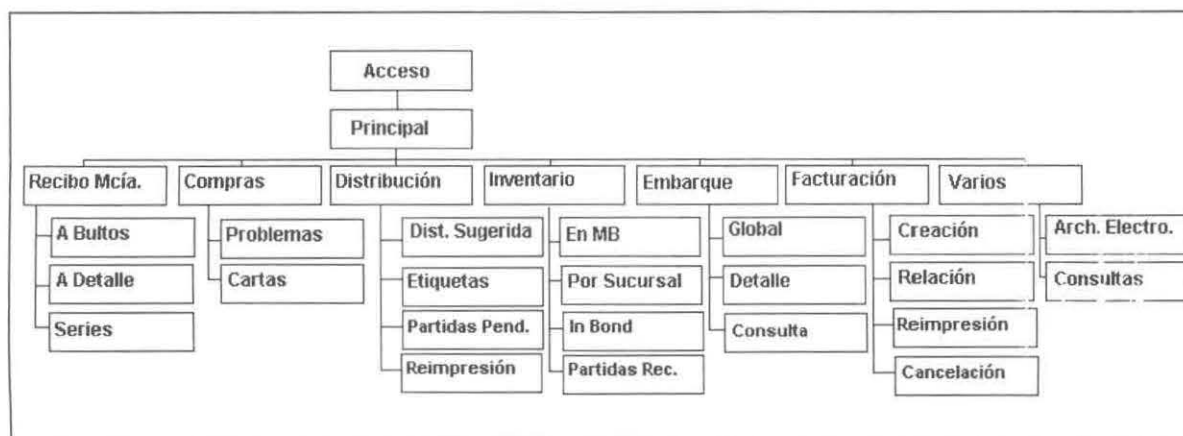 Acceso
Principal
Recibo Mcía.
Compras
Distribución
Inventario
Embarque
Facturación
Varios
A Bultos
A Detalle
Series
Problemas
Cartas
Dist. Sugerida
Etiquetas
Partidas Pend.
Reimpresión
En MB
Por Sucursal
In Bond
Partidas Rec.
Global
Detalle
Consulta
Creación
Relación
Reimpresión
Cancelación
Arch. Electro.
Consultas